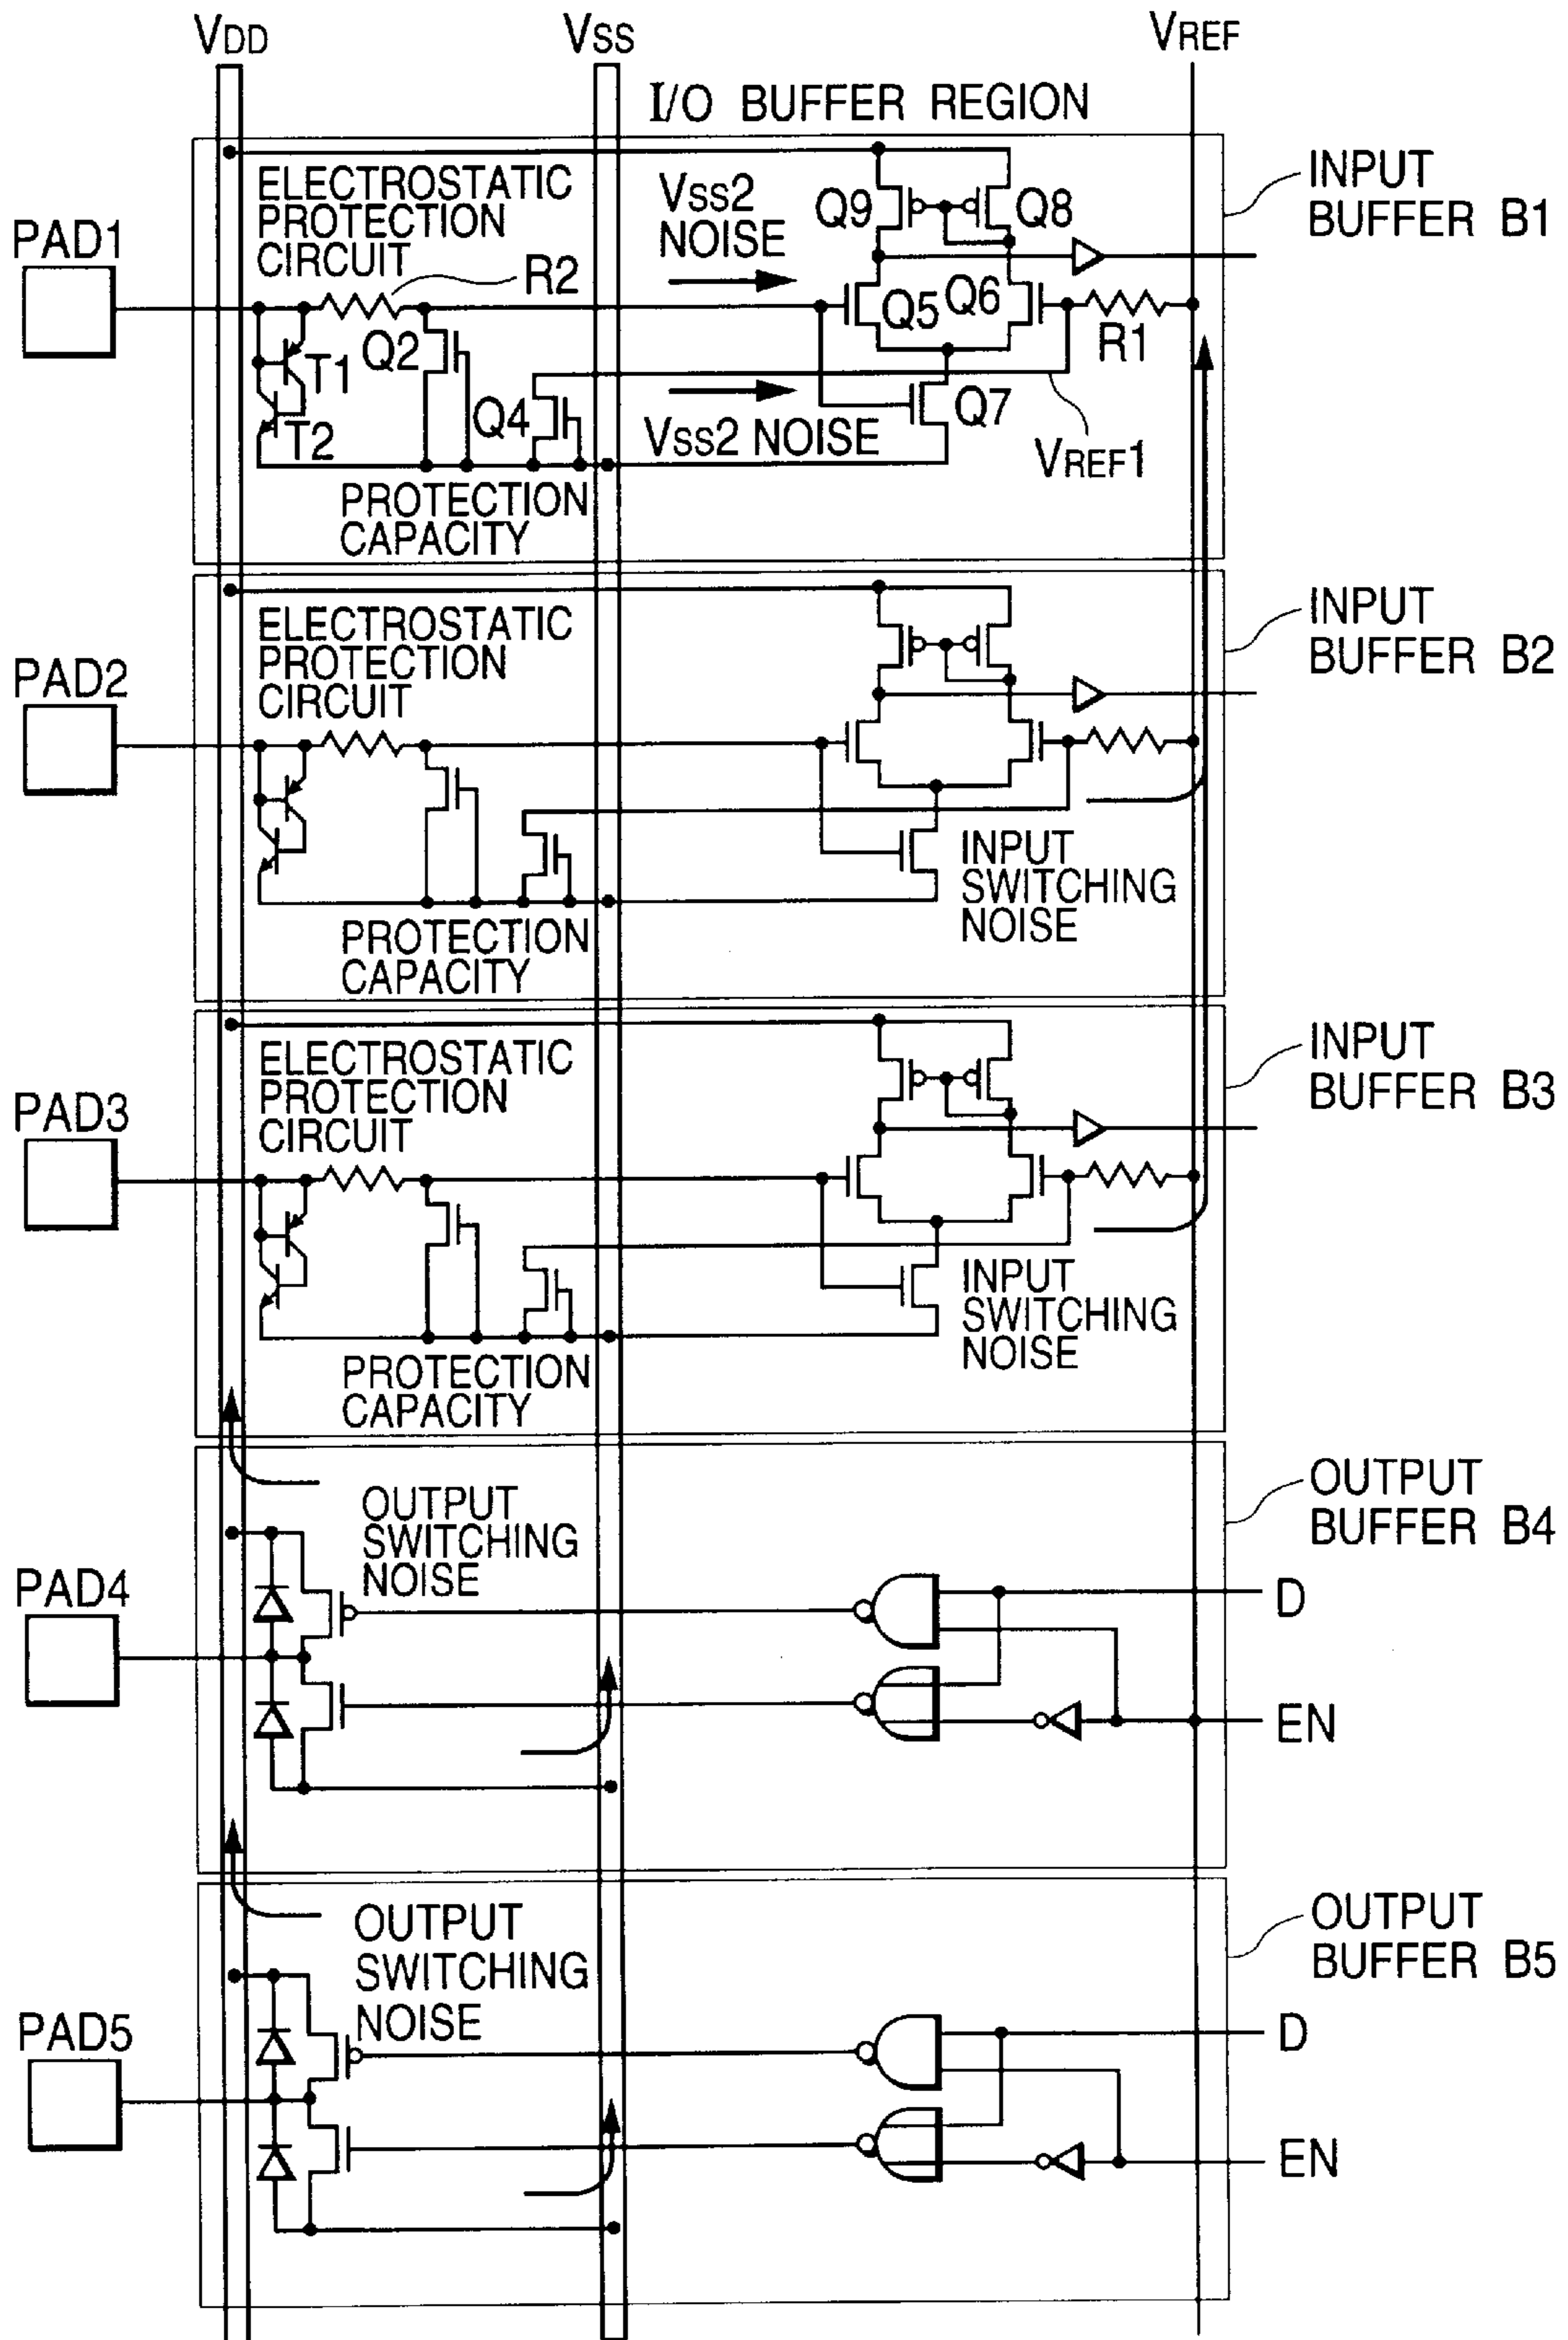 VDD
VSS
VREF
I/O BUFFER REGION
ELECTROSTATIC
PROTECTION
CIRCUIT
VSS2
NOISE
Q9
Q8
INPUT
BUFFER B1
PAD1
R2
Q5
Q6
R1
Q2
T1
Q4
Q7
T2
VSS2 NOISE
VREF1
PROTECTION
CAPACITY
ELECTROSTATIC
PROTECTION
CIRCUIT
INPUT
BUFFER B2
PAD2
INPUT
SWITCHING
NOISE
PROTECTION
CAPACITY
ELECTROSTATIC
PROTECTION
CIRCUIT
INPUT
BUFFER B3
PAD3
INPUT
SWITCHING
NOISE
PROTECTION
CAPACITY
OUTPUT
SWITCHING
NOISE
OUTPUT
BUFFER B4
PAD4
D
EN
OUTPUT
SWITCHING
NOISE
OUTPUT
BUFFER B5
PAD5
D
EN